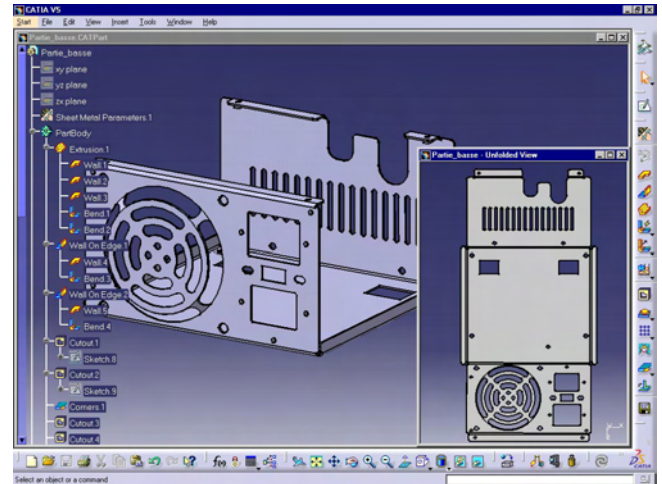 CATIA V5
Start File Edit View Insert Tools Window Help
Partie_basse.CATPart
Partie_basse
xy plane
yz plane
zx plane
Sheet Metal Parameters.1
PartBody
Extrusion.1
Wall.1
Wall.2
Wall.3
Bend.1
Bend.2
Wall On Edge.1
Wall.4
Bend.3
Wall On Edge.2
Wall.5
Bend.4
Cutout.1
Sketch.8
Cutout.2
Sketch.9
Corners.1
Cutout.3
Cutout.4
Partie_basse - Unfolded View
f(x)
CATIA
Select an object or a command